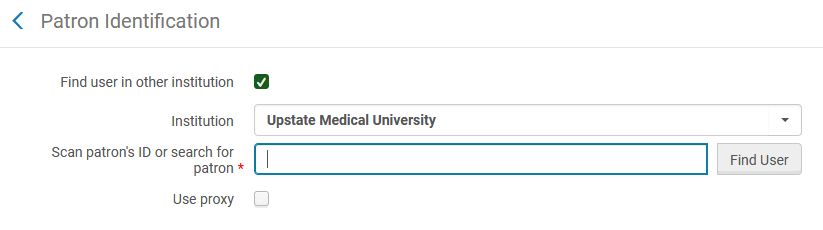 Patron Identification
Find user in other institution
Institution
Upstate Medical University
Scan patron's ID or search for
patron *
Find User
Use proxy